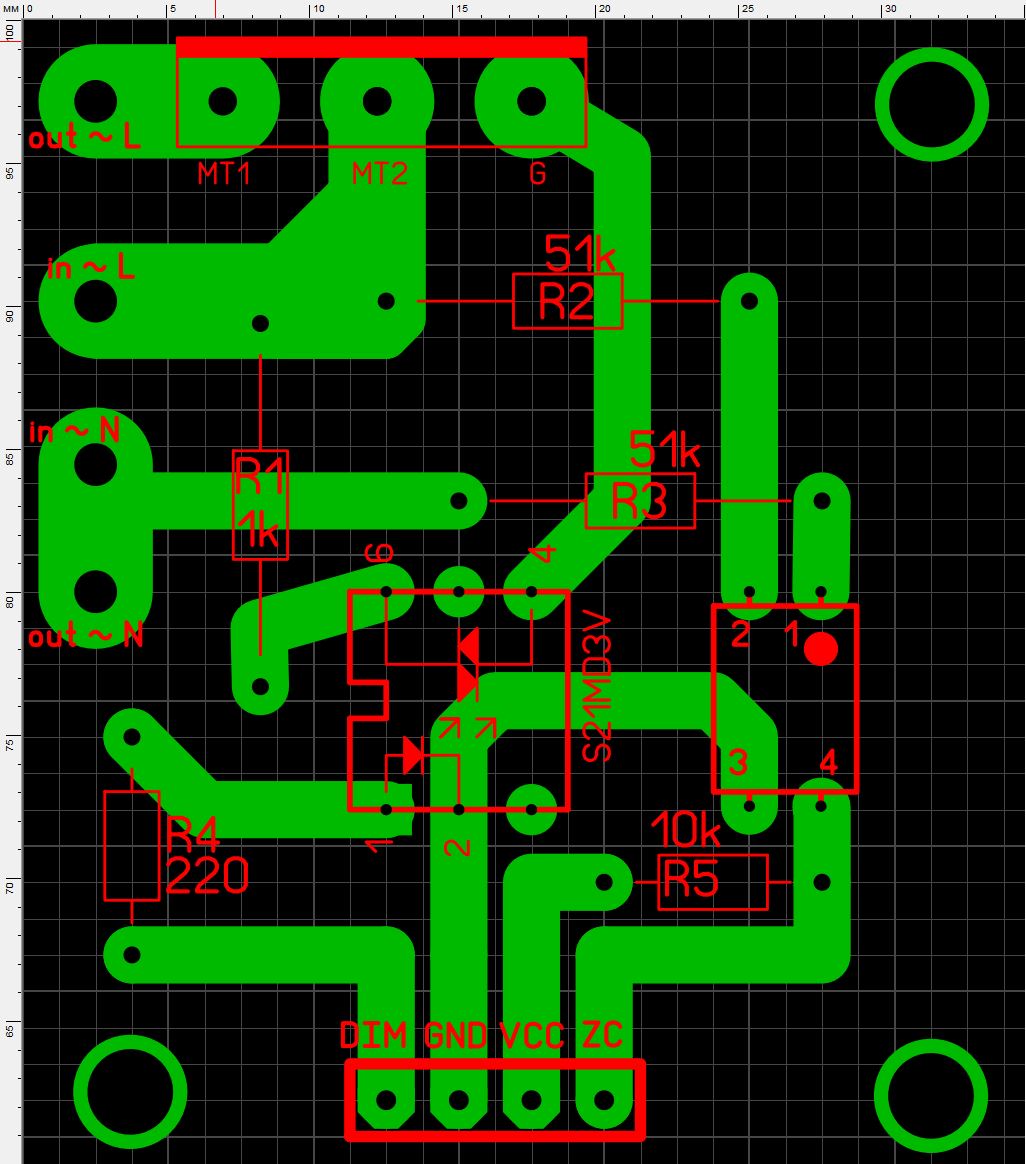 мм 0 5 10 15 20 25 30
100
out ~ L
MT1 MT2 G
95
51k
in ~ L
R2
90
in ~ N
51k
85
R1
R3
1k
6 4
80
out ~ N
2 1
S21MD3V
75
3 4
10k
R4
1 2
220
R5
70
DIM GND VCC ZC
65